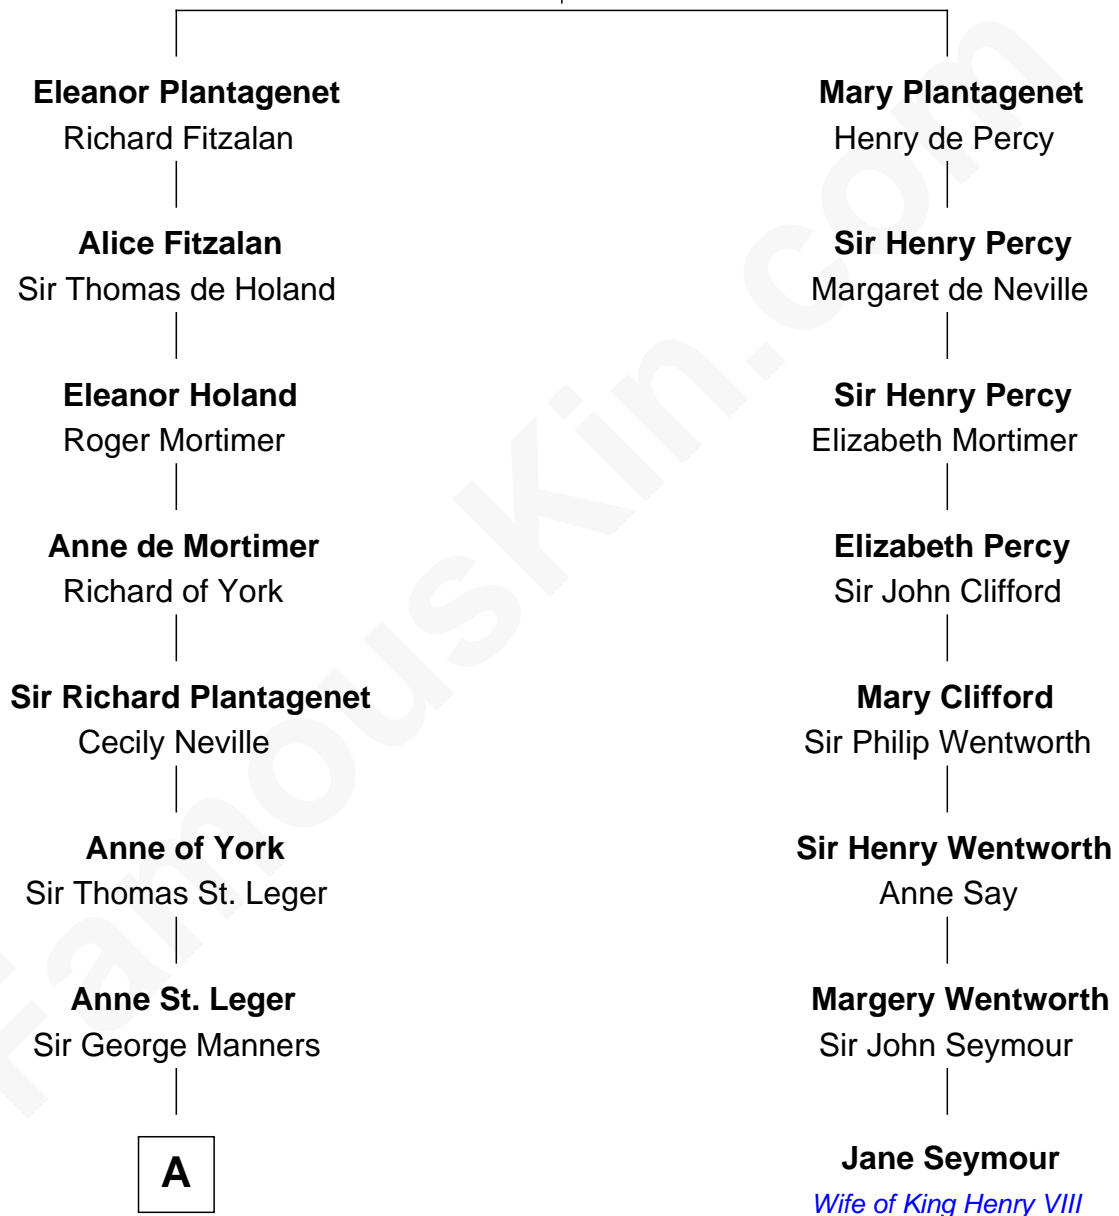 Eleanor Plantagenet
Richard Fitzalan
Alice Fitzalan
Sir Thomas de Holand
Eleanor Holand
Roger Mortimer
Anne de Mortimer
Richard of York
Sir Richard Plantagenet
Cecily Neville
Anne of York
Sir Thomas St. Leger
Anne St. Leger
Sir George Manners
A
Mary Plantagenet
Henry de Percy
Sir Henry Percy
Margaret de Neville
Sir Henry Percy
Elizabeth Mortimer
Elizabeth Percy
Sir John Clifford
Mary Clifford
Sir Philip Wentworth
Sir Henry Wentworth
Anne Say
Margery Wentworth
Sir John Seymour
Jane Seymour
Wife of King Henry VIII
FamousKin.com